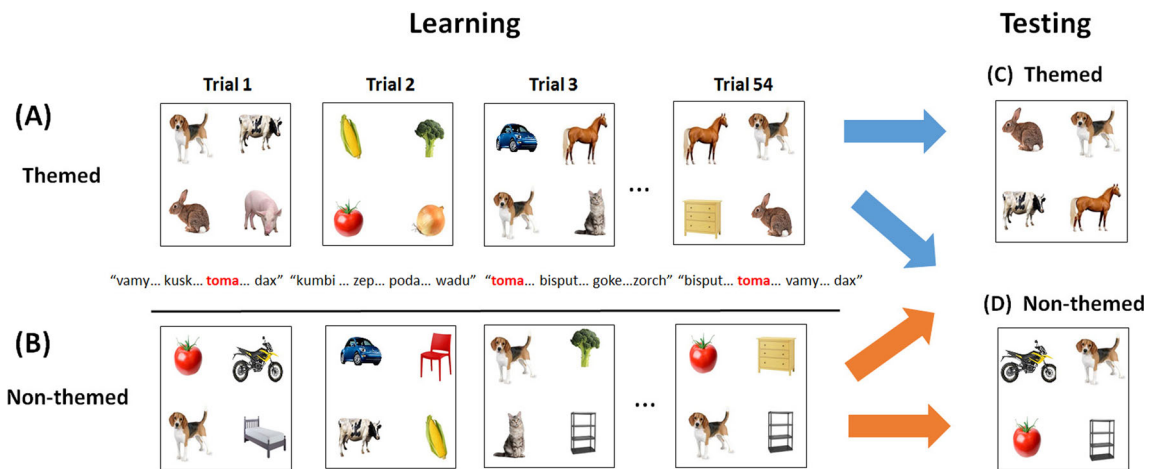 Learning
Testing
Trial 1
Trial 2
Trial 3
Trial 54
(C) Themed
(A)
Themed
...
“vamy... kusk... toma... dax”
“kumbi ... zep... poda... wadu”
“toma... bisput... goke...zorch”
“bisput... toma... vamy... dax”
(B)
Non-themed
...
(D) Non-themed